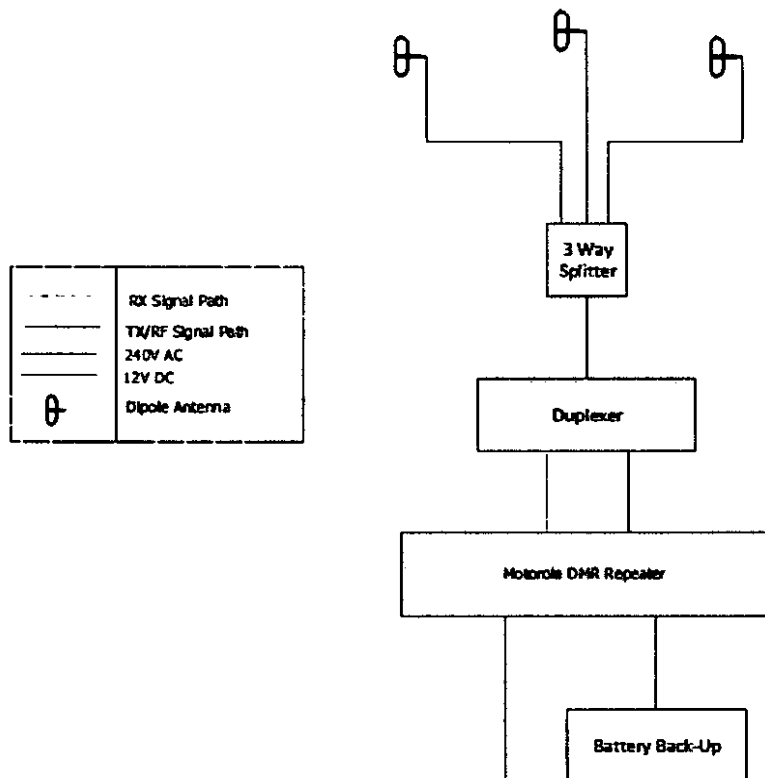 3 Way
Splitter
RX Signal Path
TX/RF Signal Path
240V AC
12V DC
Dipole Antenna
Duplexer
Motorola DMR Repeater
Battery Back-Up